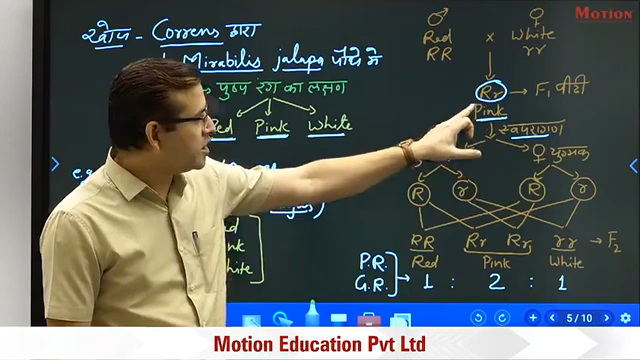 खोज - Correns द्वारा
Mirabilis jalapa पौधे में
पुष्प रंग का लक्षण
Red Pink White
e.g.
Pink
White
MOTION
♂ ♀
Red x White
RR rr
Rr → F₁ पीढ़ी
Pink
↓ स्वपरागण
♀ युग्मक
R r R r
RR Rr Rr rr → F₂
Red Pink White
P.R.
G.R. → 1 : 2 : 1
5/10
Motion Education Pvt Ltd